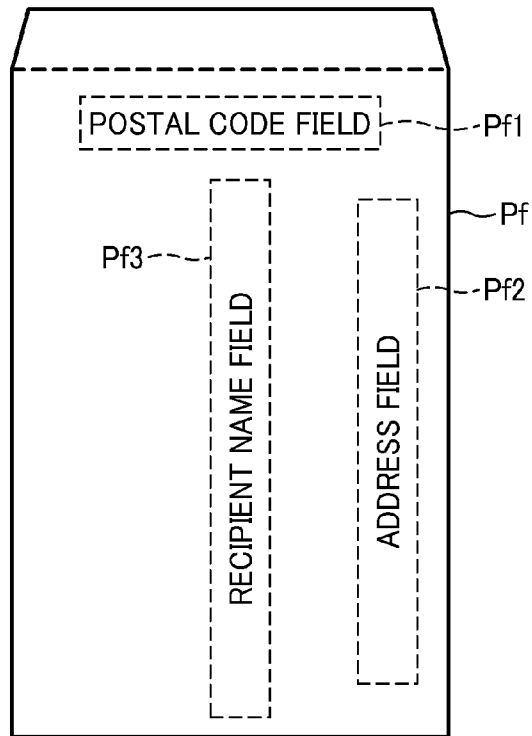 POSTAL CODE FIELD
Pf1
Pf
Pf3
Pf2
RECIPIENT NAME FIELD
ADDRESS FIELD